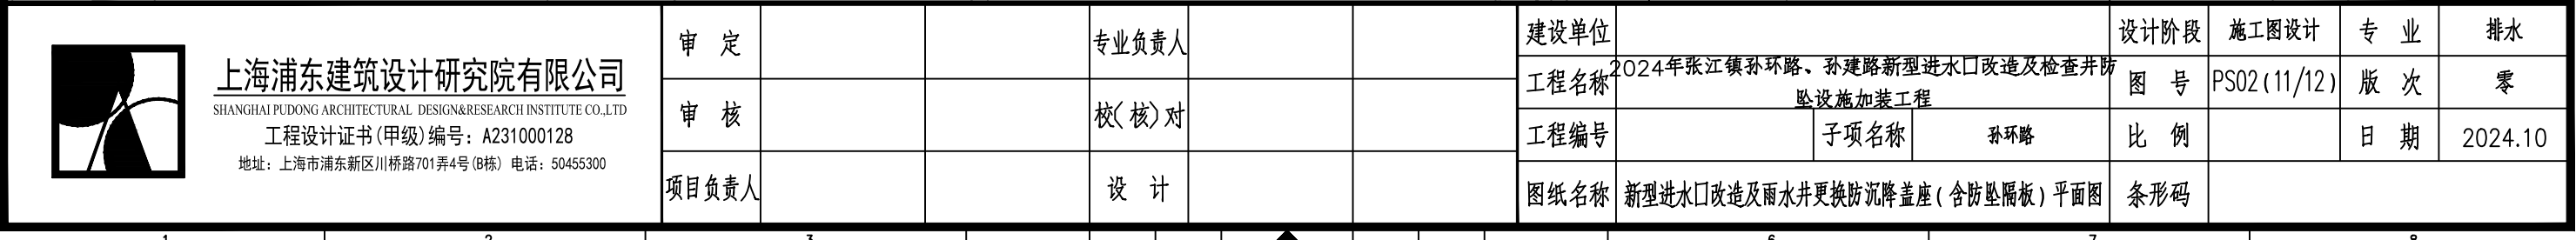 上海浦东建筑设计研究院有限公司
SHANGHAI PUDONG ARCHITECTURAL DESIGN&RESEARCH INSTITUTE CO.,LTD
工程设计证书(甲级)编号：A231000128
地址：上海市浦东新区川桥路701弄4号(B栋) 电话：50455300
审 定
专业负责人
审 核
校(核)对
项目负责人
设 计
建设单位
设计阶段 施工图设计 专 业 排水
工程名称 2024年张江镇孙环路、孙建路新型进水口改造及检查井防
坠设施加装工程
图 号 PS02(11/12) 版 次 零
工程编号 子项名称 孙环路 比 例 日 期 2024.10
图纸名称 新型进水口改造及雨水井更换防沉降盖座(含防坠隔板)平面图 条形码
1 2 3 6 7 8